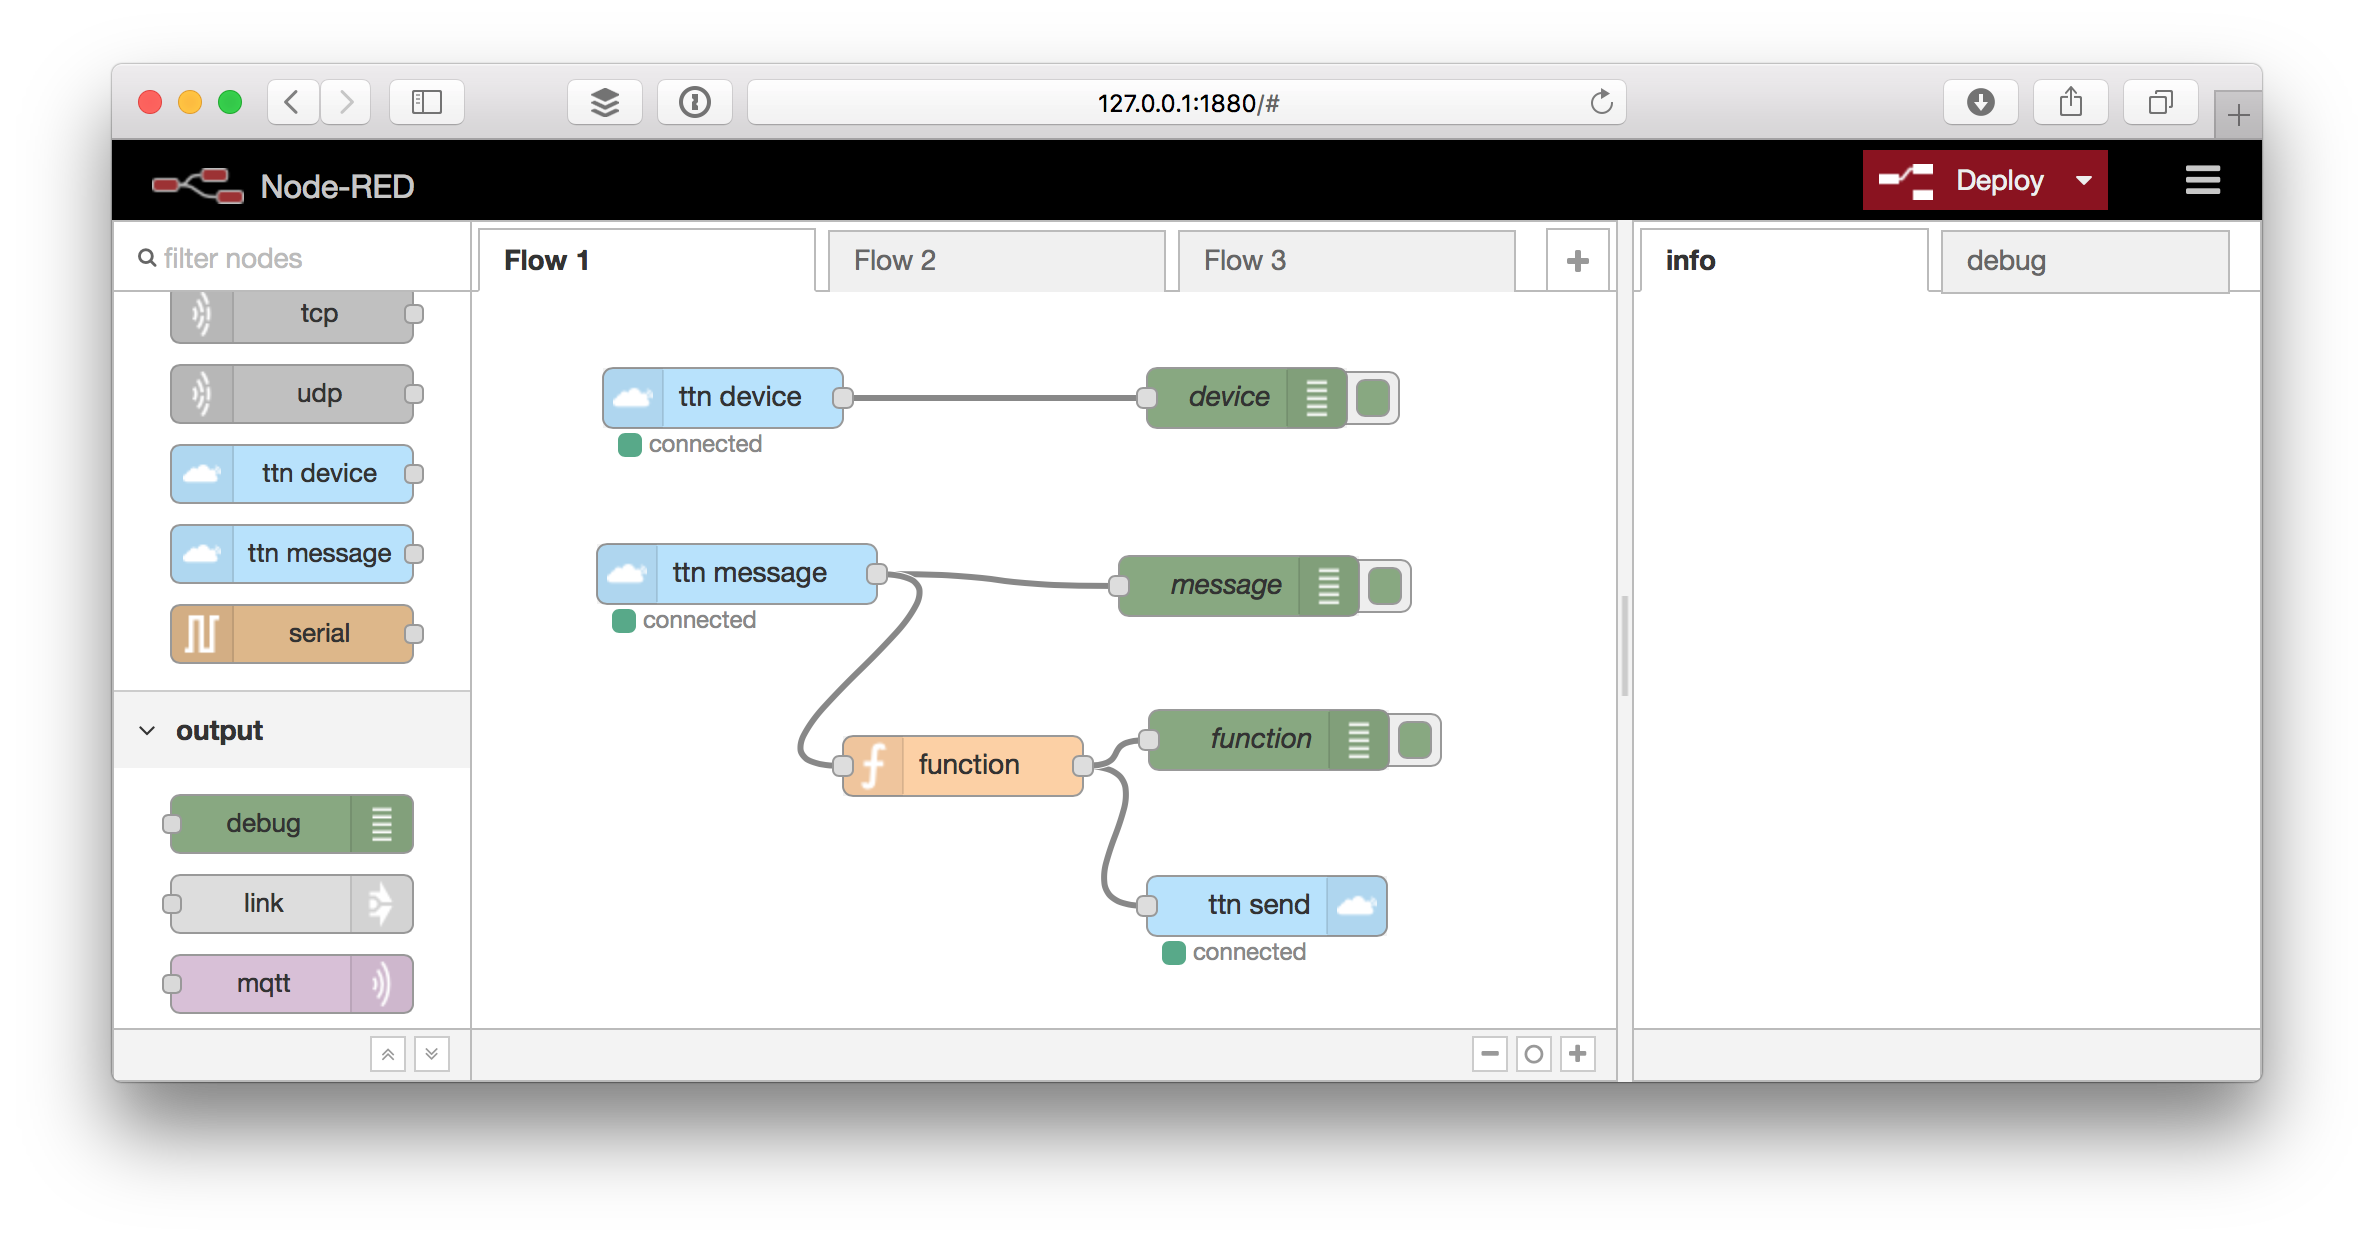 127.0.0.1:1880/#
Node-RED
Deploy
filter nodes
Flow 1
Flow 2
Flow 3
info
debug
tcp
udp
ttn device
ttn message
serial
output
debug
link
mqtt
ttn device
connected
device
ttn message
connected
message
function
function
ttn send
connected